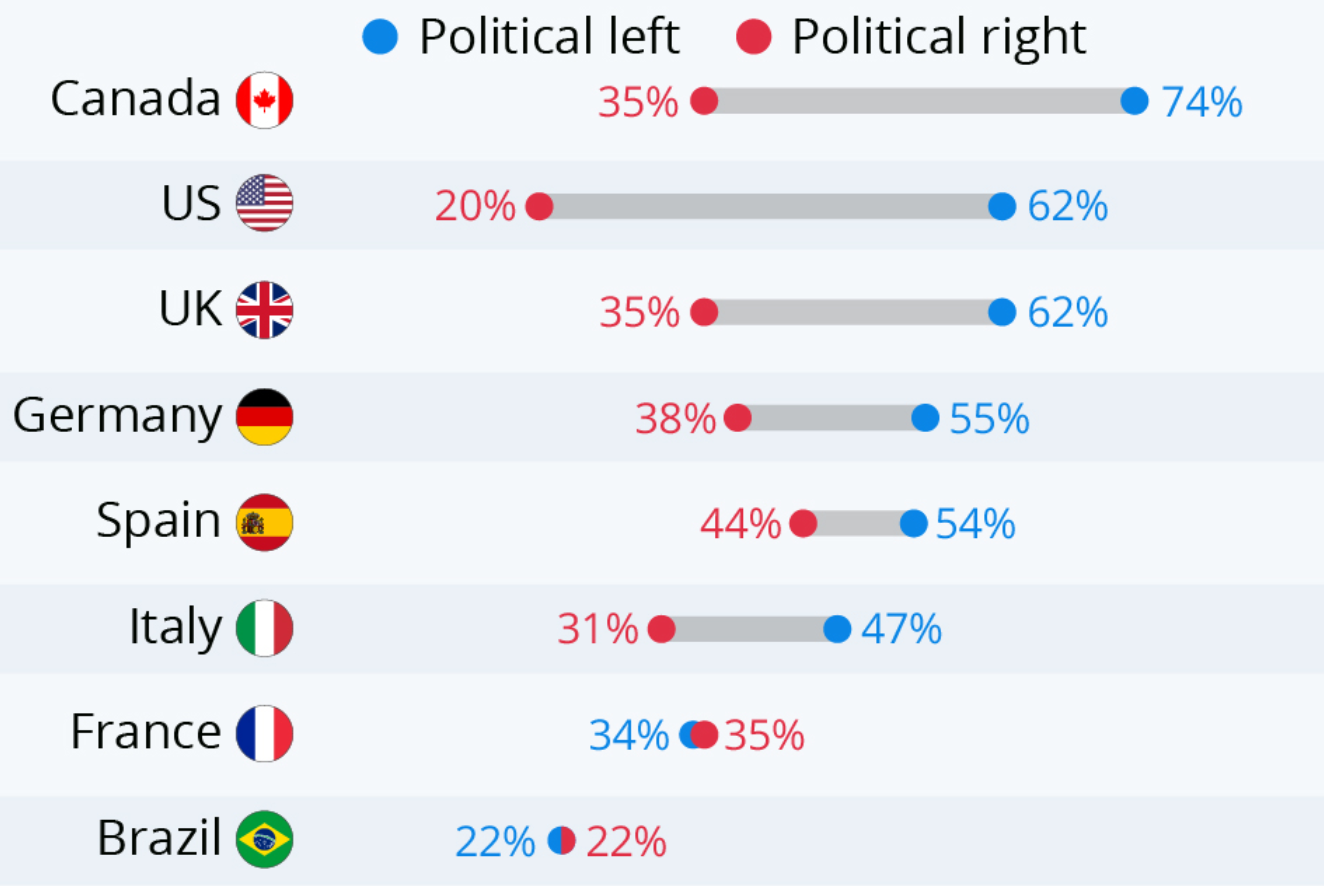 Political left Political right
Canada 35% 74%
US 20% 62%
UK 35% 62%
Germany 38% 55%
Spain 44% 54%
Italy 31% 47%
France 34% 35%
Brazil 22% 22%